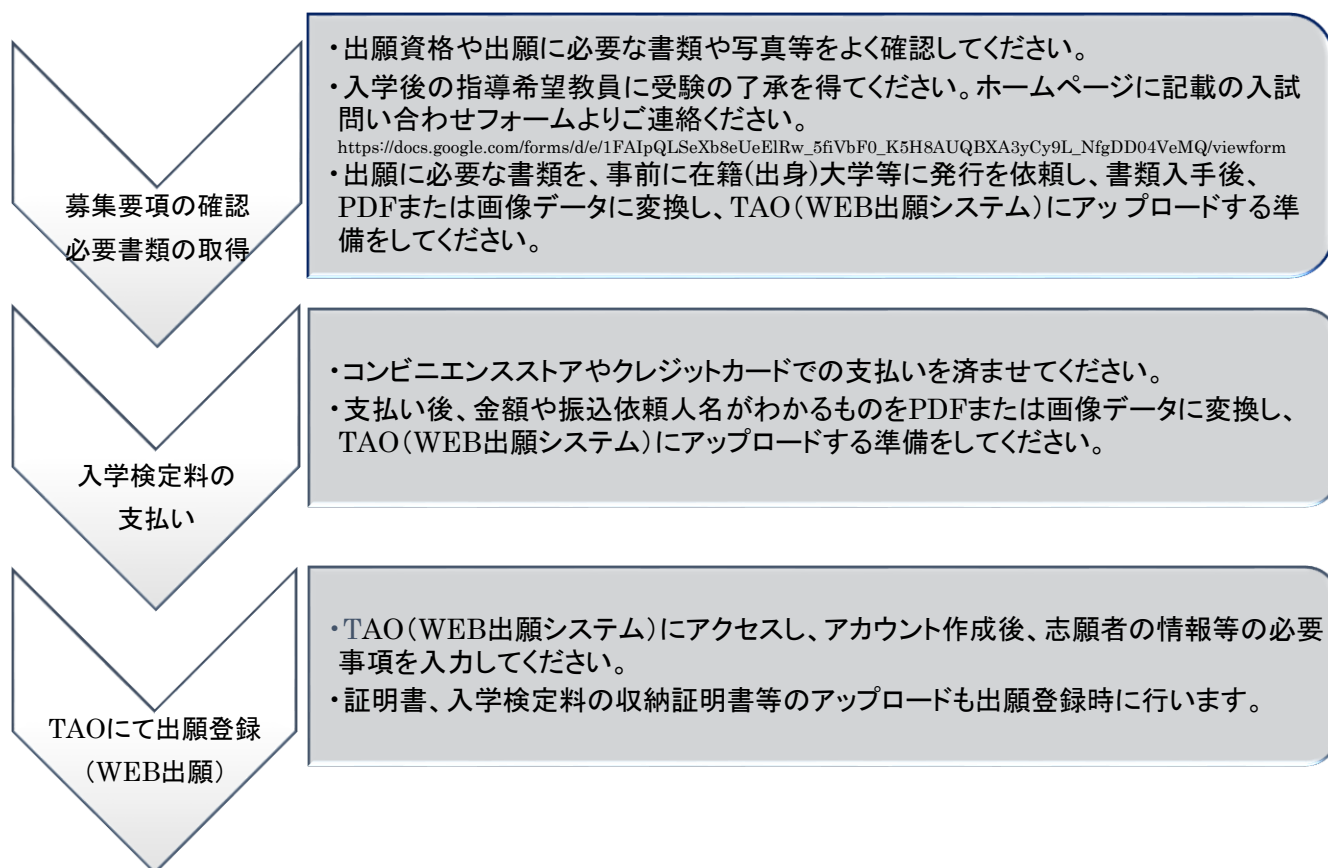 ・出願資格や出願に必要な書類や写真等をよく確認してください。
・入学後の指導希望教員に受験の了承を得てください。ホームページに記載の入試
問い合わせフォームよりご連絡ください。
https://docs.google.com/forms/d/e/1FAIpQLSeXb8eUeElRw_5fiVbF0_K5H8AUQBXA3yCy9L_NfgDD04VeMQ/viewform
・出願に必要な書類を、事前に在籍(出身)大学等に発行を依頼し、書類入手後、
PDFまたは画像データに変換し、TAO(WEB出願システム)にアップロードする準
備をしてください。
募集要項の確認
必要書類の取得
・コンビニエンスストアやクレジットカードでの支払いを済ませてください。
・支払い後、金額や振込依頼人名がわかるものをPDFまたは画像データに変換し、
TAO(WEB出願システム)にアップロードする準備をしてください。
入学検定料の
支払い
・TAO(WEB出願システム)にアクセスし、アカウント作成後、志願者の情報等の必要
事項を入力してください。
・証明書、入学検定料の収納証明書等のアップロードも出願登録時に行います。
TAOにて出願登録
(WEB出願)